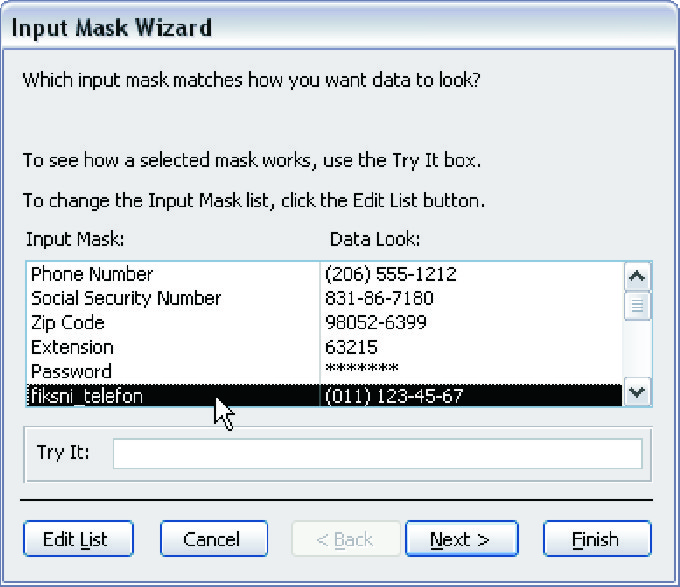 Input Mask Wizard
Which input mask matches how you want data to look?
To see how a selected mask works, use the Try It box.
To change the Input Mask list, click the Edit List button.
Input Mask: Data Look:
Phone Number (206) 555-1212
Social Security Number 831-86-7180
Zip Code 98052-6399
Extension 63215
Password *******
fiksni_telefon (011) 123-45-67
Try It:
Edit List Cancel < Back Next > Finish